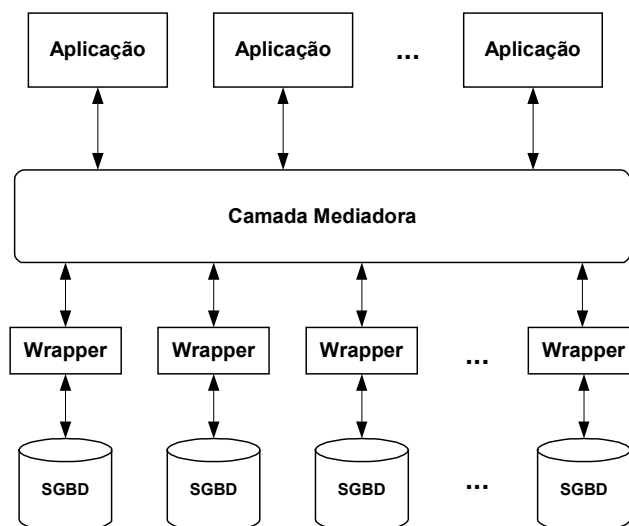 Aplicação Aplicação ... Aplicação
Camada Mediadora
Wrapper Wrapper Wrapper ... Wrapper
SGBD SGBD SGBD ... SGBD